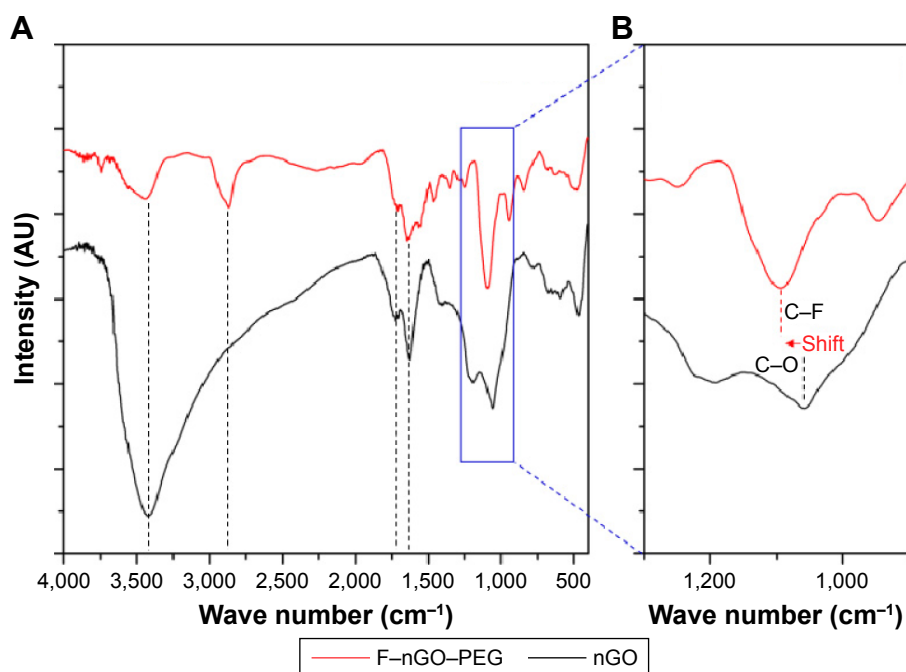 A
B
Intensity (AU)
C–F
Shift
C–O
4,000 3,500 3,000 2,500 2,000 1,500 1,000 500
1,200 1,000
Wave number (cm⁻¹)
Wave number (cm⁻¹)
F–nGO–PEG nGO